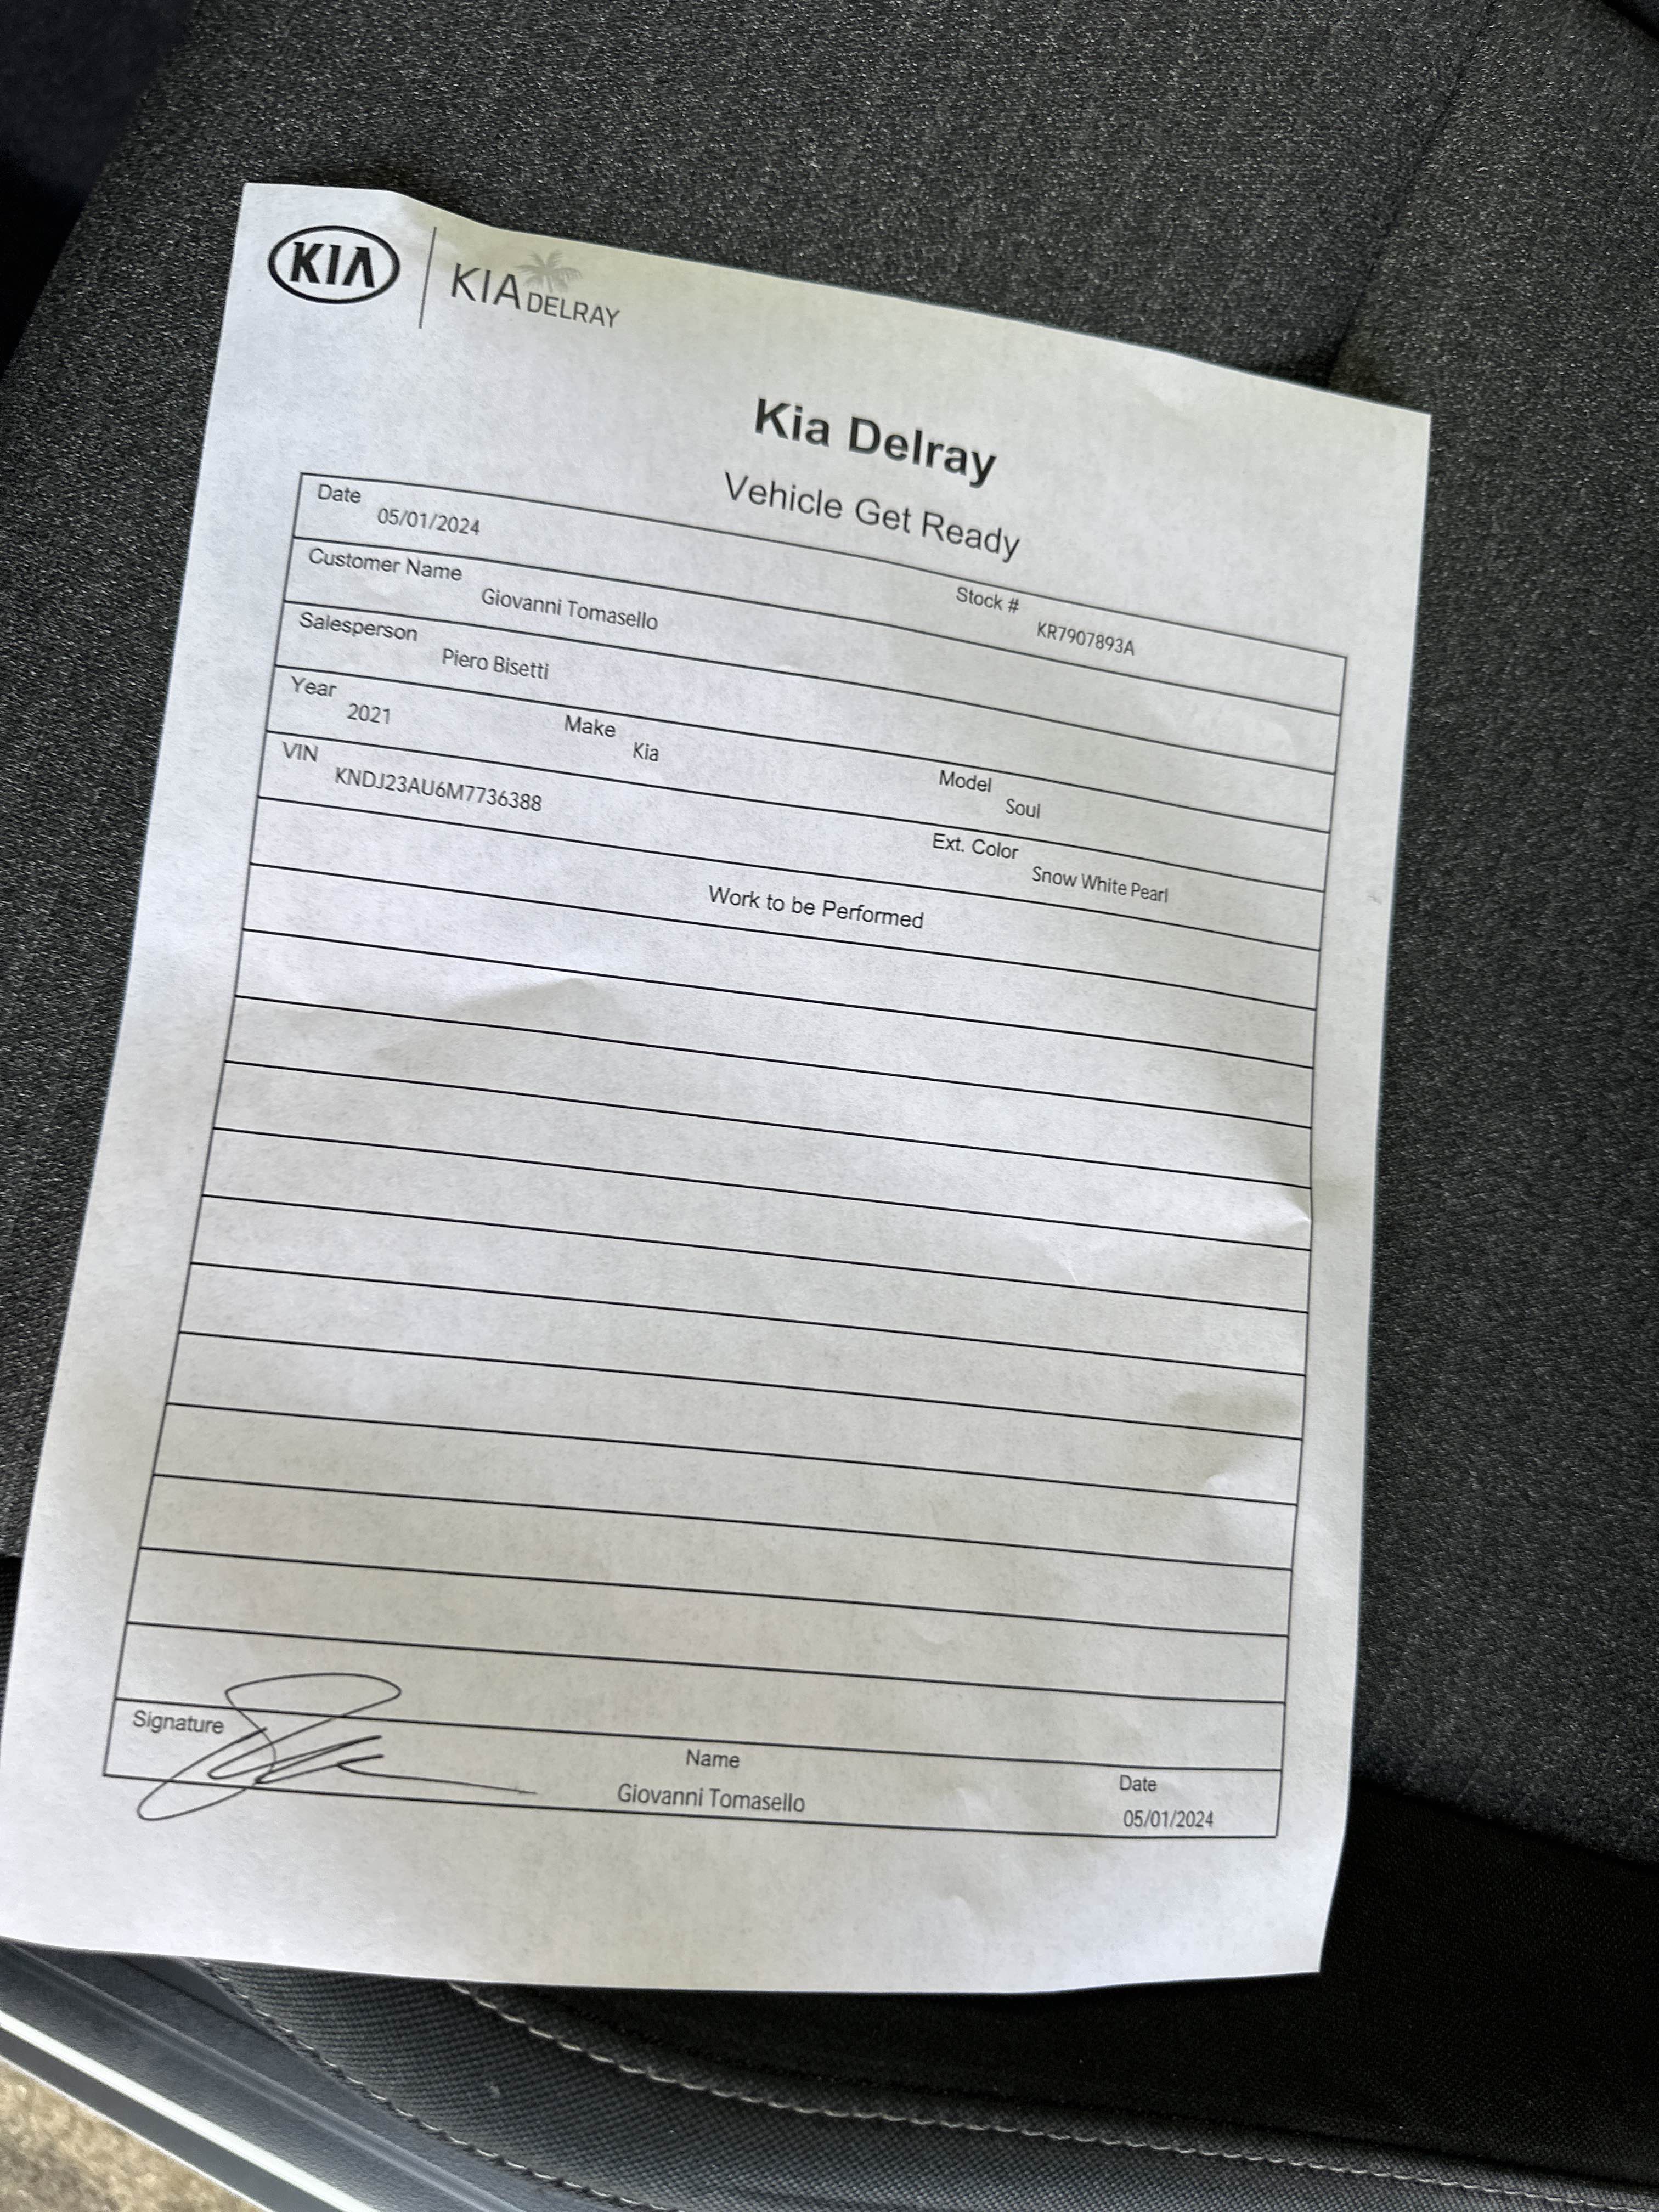 KIA KIA DELRAY
Kia Delray
Vehicle Get Ready
Date 05/01/2024 Stock # KR7907893A
Customer Name Giovanni Tomasello
Salesperson Piero Bisetti
Year 2021 Make Kia Model Soul
VIN KNDJ23AU6M7736388 Ext. Color Snow White Pearl
Work to be Performed
Signature Name Date
Giovanni Tomasello 05/01/2024